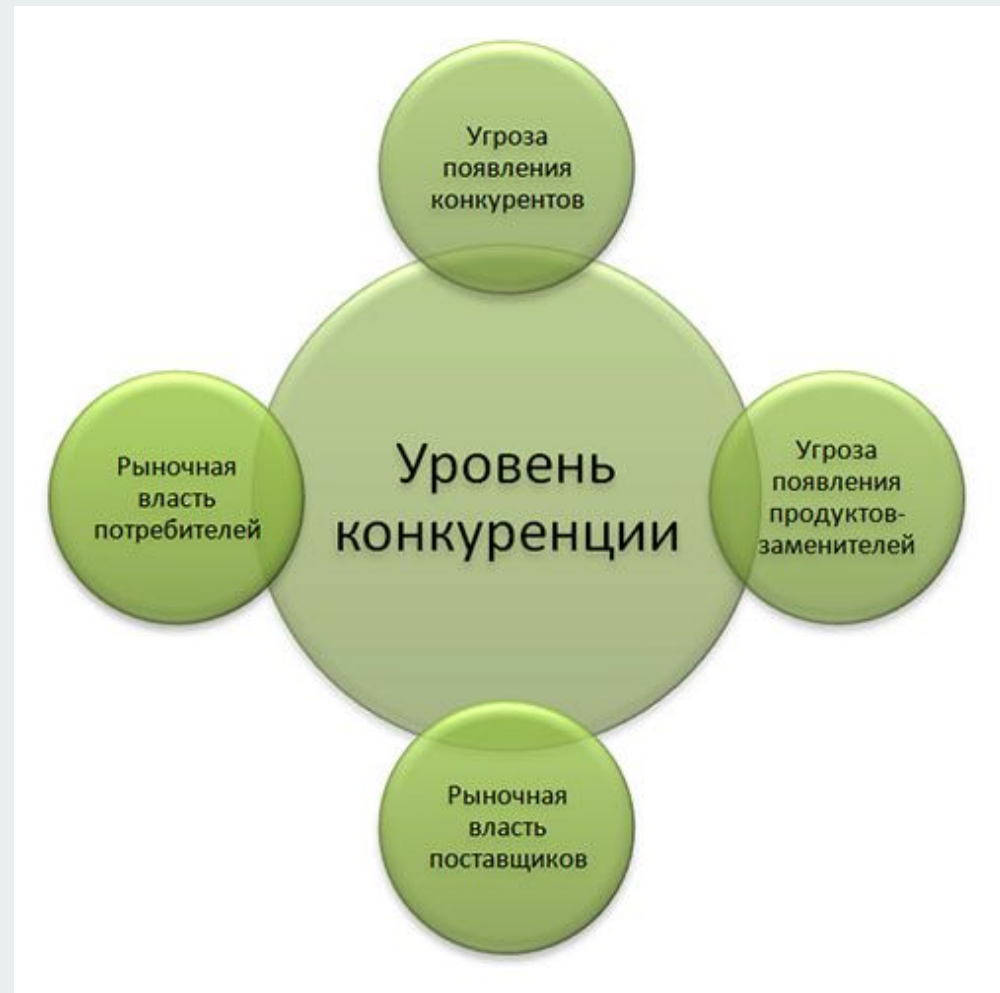 Угроза
появления
конкурентов
Рыночная
власть
потребителей
Уровень
конкуренции
Угроза
появления
продуктов-
заменителей
Рыночная
власть
поставщиков